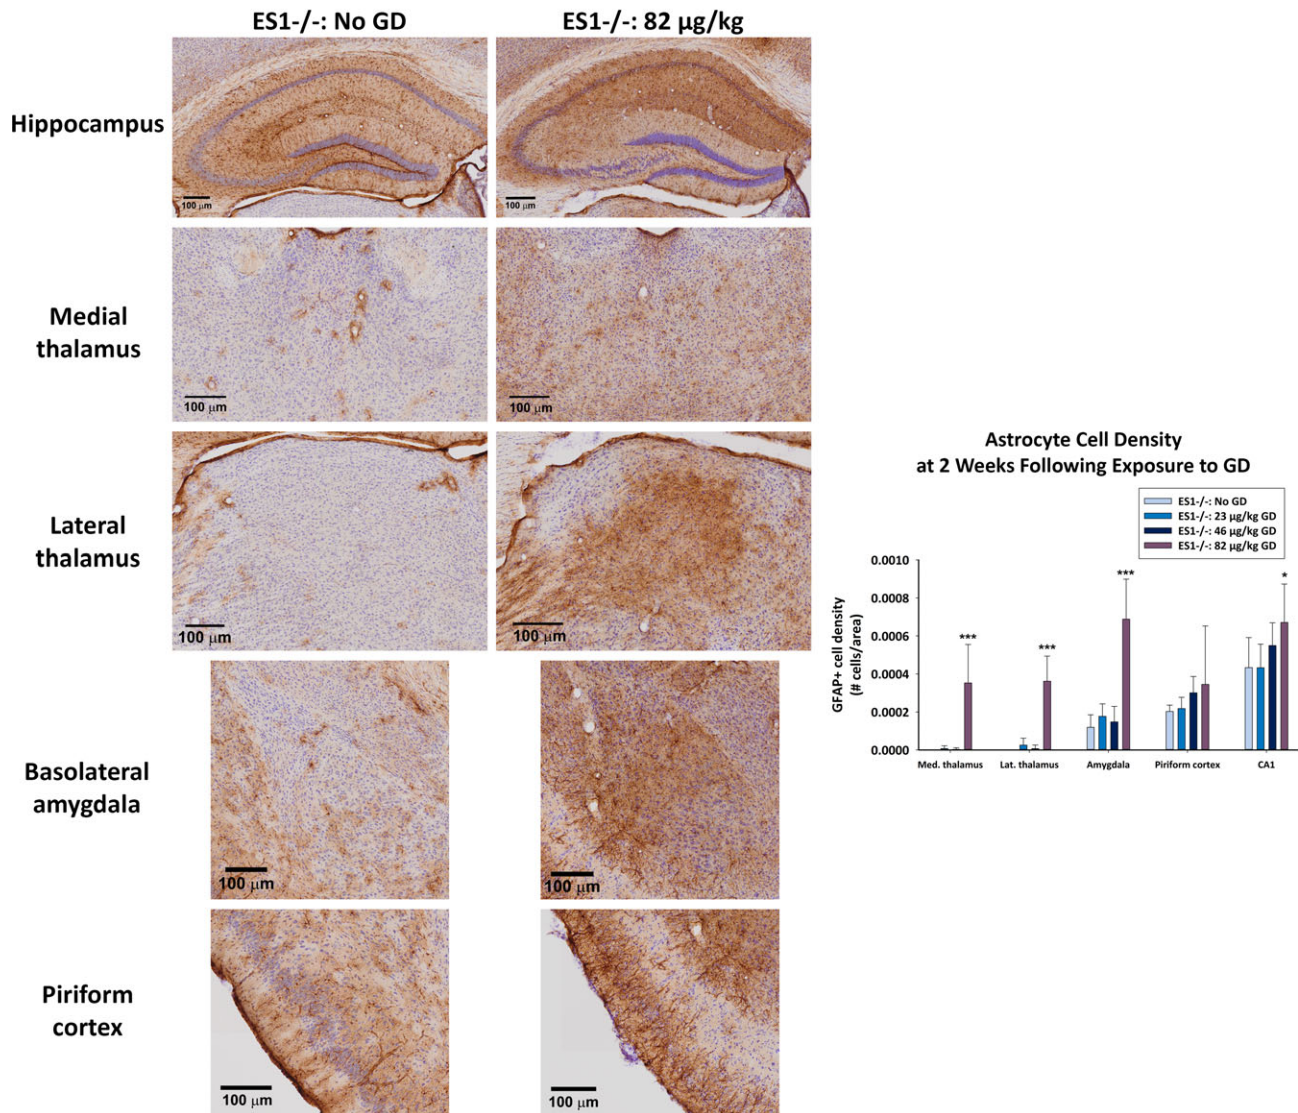 ES1-/-: No GD
ES1-/-: 82 µg/kg
Hippocampus
100 µm
100 µm
Medial
thalamus
100 µm
100 µm
Lateral
thalamus
100 µm
100 µm
Basolateral
amygdala
100 µm
100 µm
Piriform
cortex
100 µm
100 µm
Astrocyte Cell Density
at 2 Weeks Following Exposure to GD
ES1-/-: No GD
ES1-/-: 23 µg/kg GD
ES1-/-: 46 µg/kg GD
ES1-/-: 82 µg/kg GD
GFAP+ cell density
(# cells/area)
0.0010
0.0008
0.0006
0.0004
0.0002
0.0000
***
***
***
*
Med. thalamus
Lat. thalamus
Amygdala
Piriform cortex
CA1